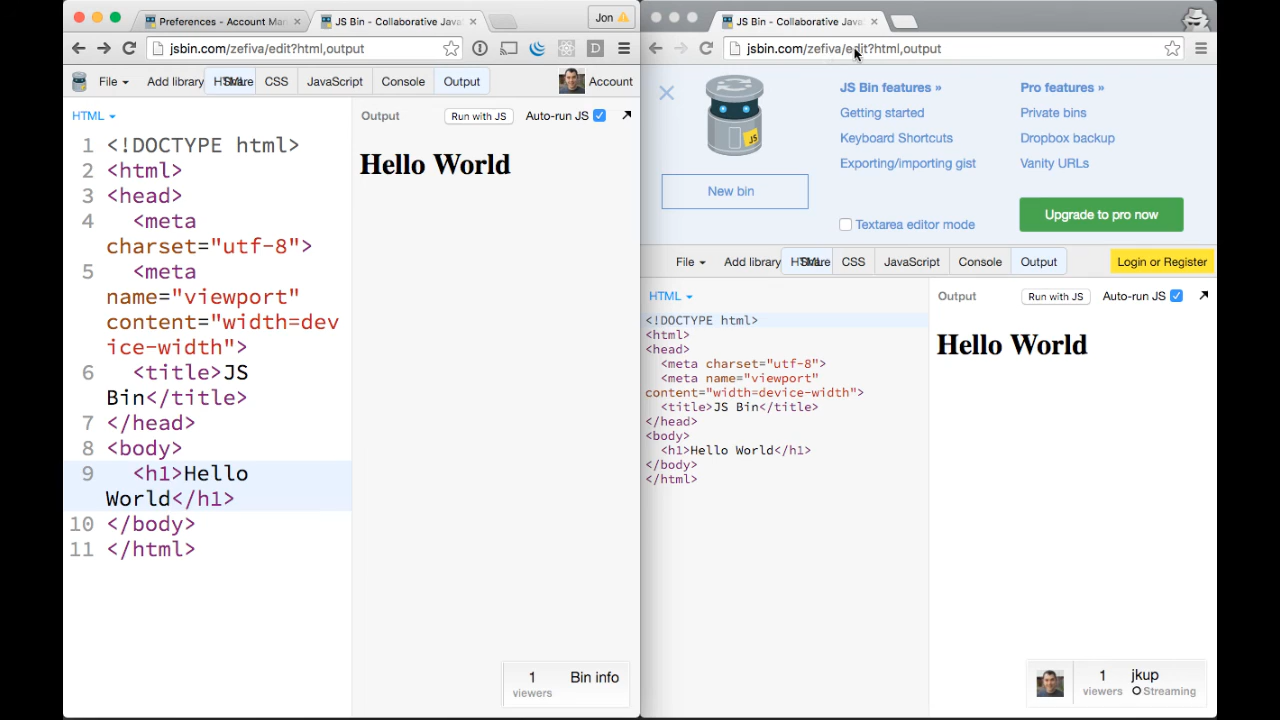 Preferences - Account Man
JS Bin - Collaborative Java
Jon
jsbin.com/zefiva/edit?html,output
D
File
Add library
HTML
Share
CSS
JavaScript
Console
Output
Account
HTML
Output
Run with JS
Auto-run JS
1 <!DOCTYPE html>
2 <html>
3 <head>
4 <meta
charset="utf-8">
5 <meta
name="viewport"
content="width=dev
ice-width">
6 <title>JS
Bin</title>
7 </head>
8 <body>
9 <h1>Hello
World</h1>
10 </body>
11 </html>
Hello World
1
viewers
Bin info
JS Bin - Collaborative Java
jsbin.com/zefiva/edit?html,output
JS
New bin
JS Bin features »
Getting started
Keyboard Shortcuts
Exporting/importing gist
Textarea editor mode
Pro features »
Private bins
Dropbox backup
Vanity URLs
Upgrade to pro now
File
Add library
HTML
Share
CSS
JavaScript
Console
Output
Login or Register
HTML
Output
Run with JS
Auto-run JS
<!DOCTYPE html>
<html>
<head>
<meta charset="utf-8">
<meta name="viewport"
content="width=device-width">
<title>JS Bin</title>
</head>
<body>
<h1>Hello World</h1>
</body>
</html>
Hello World
1
viewers
jkup
Streaming